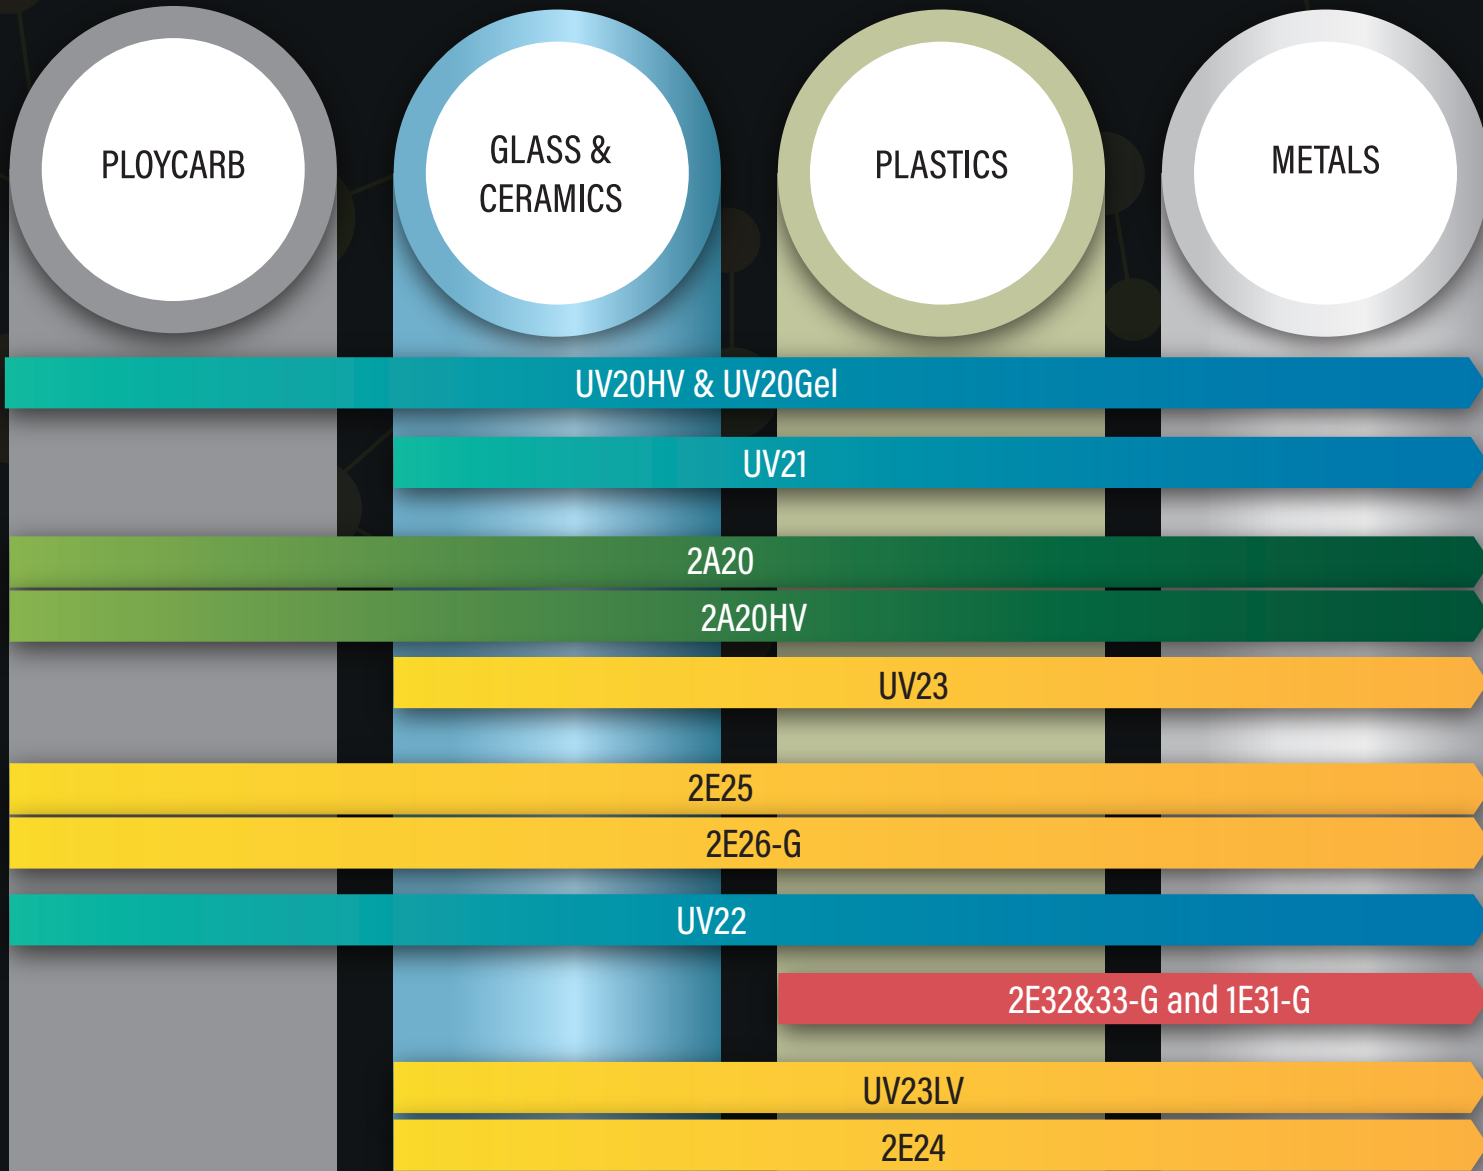 PLOYCARB
GLASS &
CERAMICS
PLASTICS
METALS
UV20HV & UV20Gel
UV21
2A20
2A20HV
UV23
2E25
2E26-G
UV22
2E32&33-G and 1E31-G
UV23LV
2E24